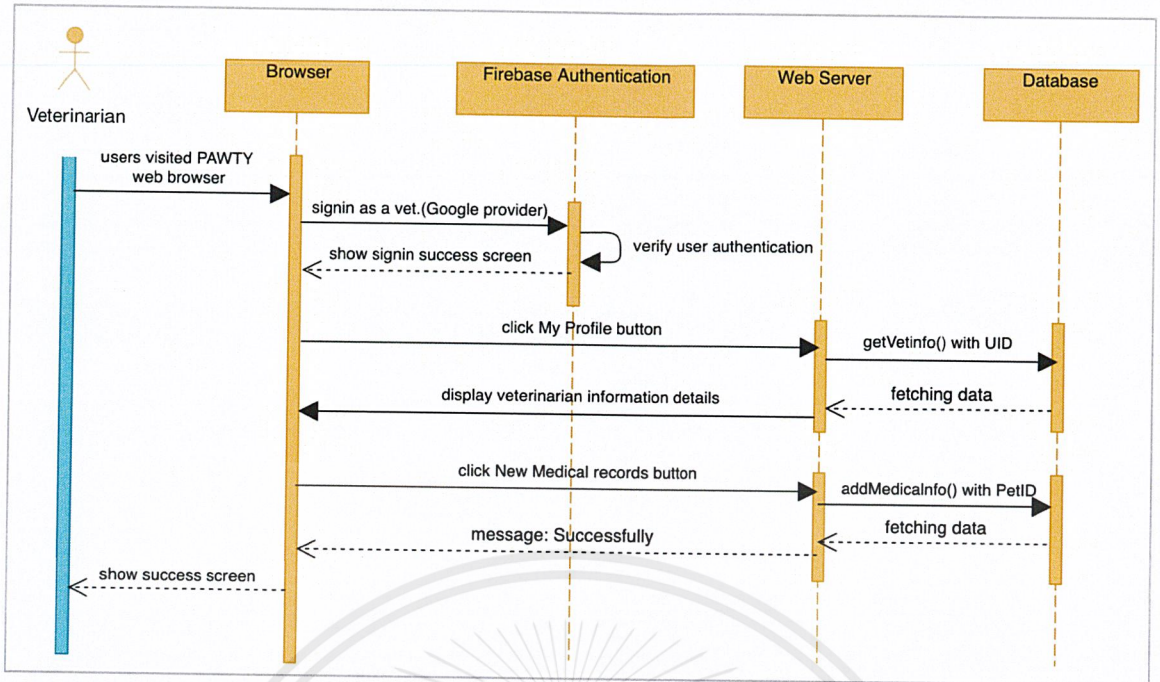 Browser
Firebase Authentication
Web Server
Database
Veterinarian
users visited PAWTY
web browser
signin as a vet.(Google provider)
verify user authentication
show signin success screen
click My Profile button
getVetinfo() with UID
display veterinarian information details
fetching data
click New Medical records button
addMedicalnfo() with PetID
message: Successfully
fetching data
show success screen